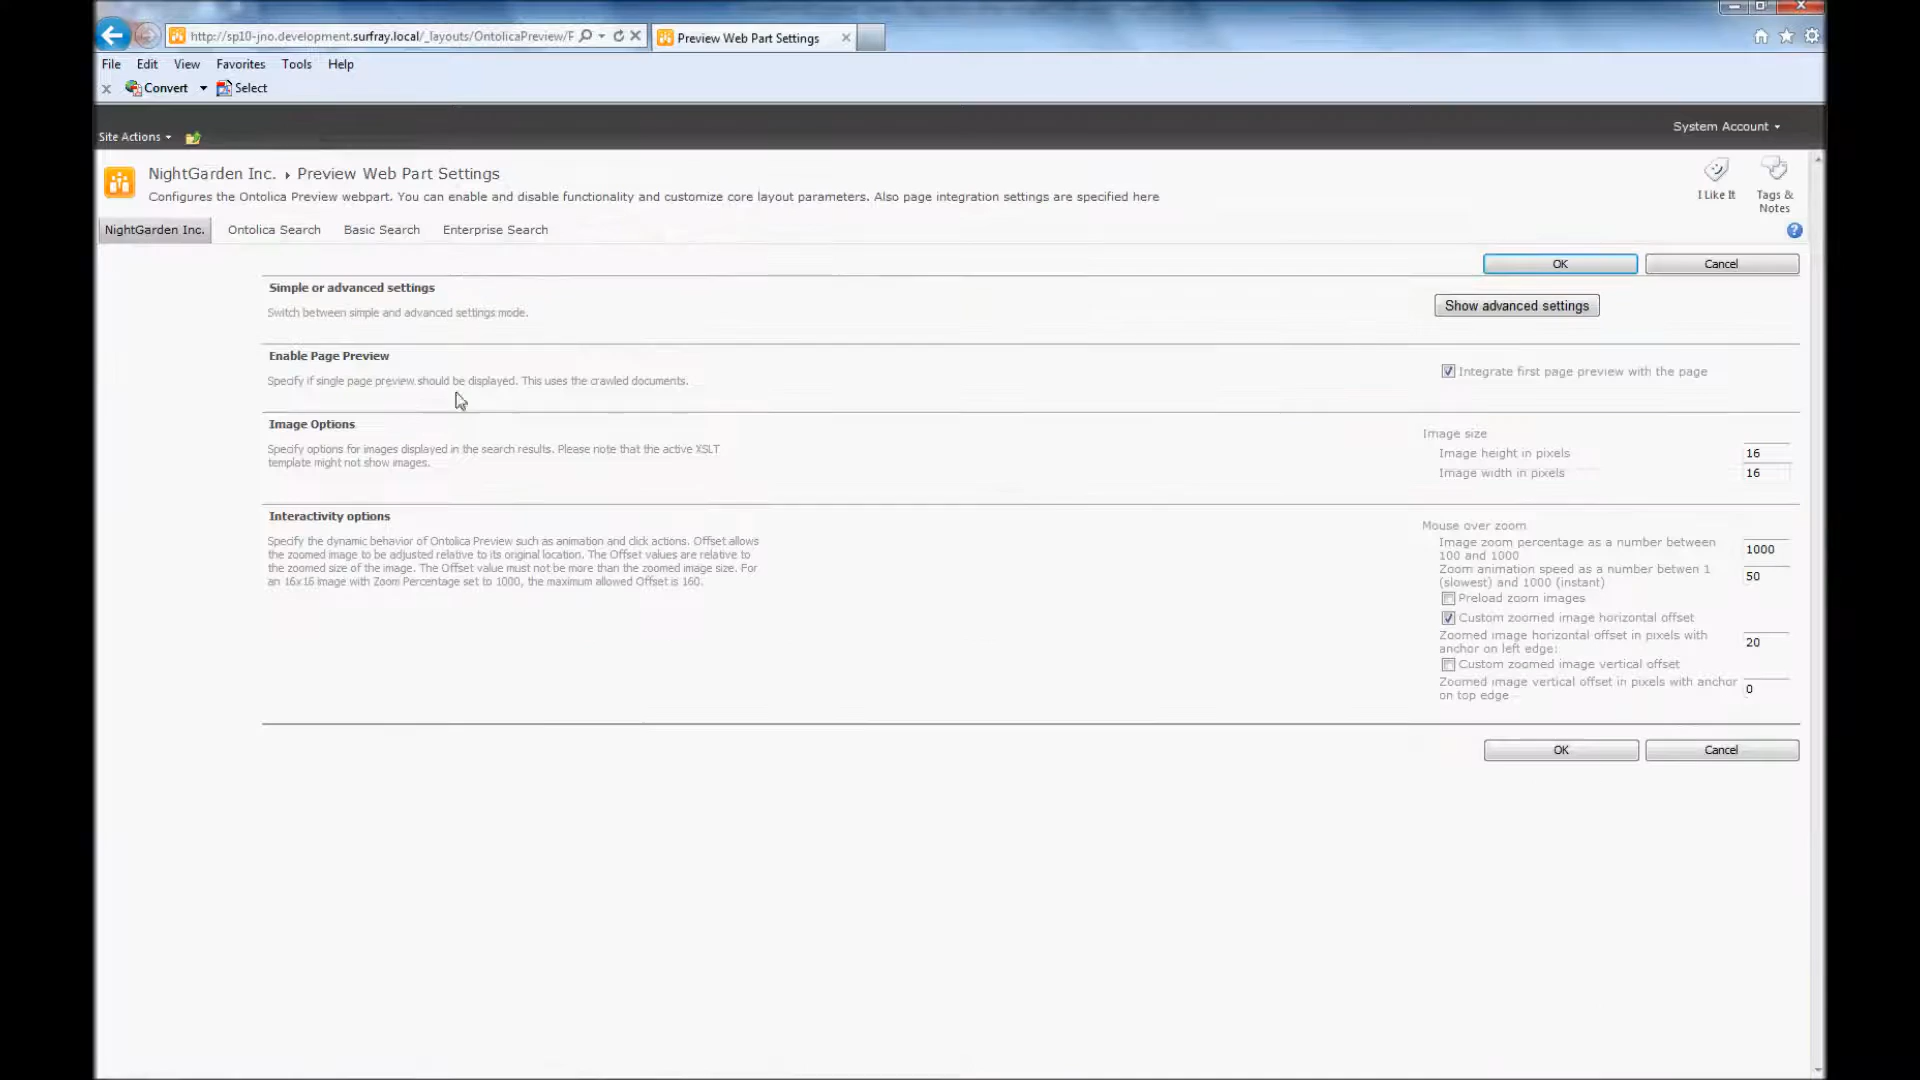 http://sp10-jno.development.surfray.local/_layouts/OntolicaPreview/F
Preview Web Part Settings
File Edit View Favorites Tools Help
Convert Select
Site Actions
System Account
NightGarden Inc. Preview Web Part Settings
Configures the Ontolica Preview webpart. You can enable and disable functionality and customize core layout parameters. Also page integration settings are specified here
I Like It
Tags &
Notes
NightGarden Inc. Ontolica Search Basic Search Enterprise Search
OK Cancel
Simple or advanced settings
Switch between simple and advanced settings mode.
Show advanced settings
Enable Page Preview
Specify if single page preview should be displayed. This uses the crawled documents.
Integrate first page preview with the page
Image Options
Specify options for images displayed in the search results. Please note that the active XSLT
template might not show images.
Image size
Image height in pixels 16
Image width in pixels 16
Interactivity options
Specify the dynamic behavior of Ontolica Preview such as animation and click actions. Offset allows
the zoomed image to be adjusted relative to its original location. The Offset values are relative to
the zoomed size of the image. The Offset value must not be more than the zoomed image size. For
an 16x16 image with Zoom Percentage set to 1000, the maximum allowed Offset is 160.
Mouse over zoom
Image zoom percentage as a number between
100 and 1000
1000
Zoom animation speed as a number betwen 1
(slowest) and 1000 (instant)
50
Preload zoom images
Custom zoomed image horizontal offset
Zoomed image horizontal offset in pixels with
anchor on left edge:
20
Custom zoomed image vertical offset
Zoomed image vertical offset in pixels with anchor
on top edge
0
OK Cancel